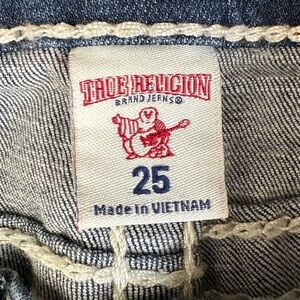 TRUE RELIGION
BRAND JEANS®
25
Made in VIETNAM